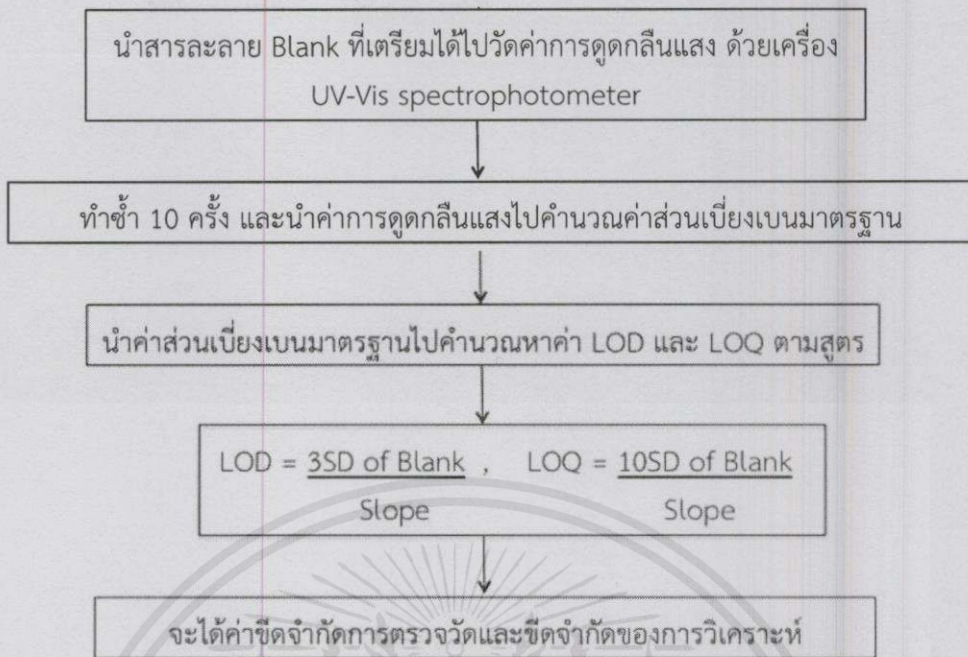 นำสารละลาย Blank ที่เตรียมได้ไปวัดค่าการดูดกลืนแสง ด้วยเครื่อง
UV-Vis spectrophotometer
ทำซ้ำ 10 ครั้ง และนำค่าการดูดกลืนแสงไปคำนวณค่าส่วนเบี่ยงเบนมาตรฐาน
นำค่าส่วนเบี่ยงเบนมาตรฐานไปคำนวณหาค่า LOD และ LOQ ตามสูตร
LOD = 3SD of Blank , LOQ = 10SD of Blank
Slope Slope
จะได้ค่าขีดจำกัดการตรวจวัดและขีดจำกัดของการวิเคราะห์